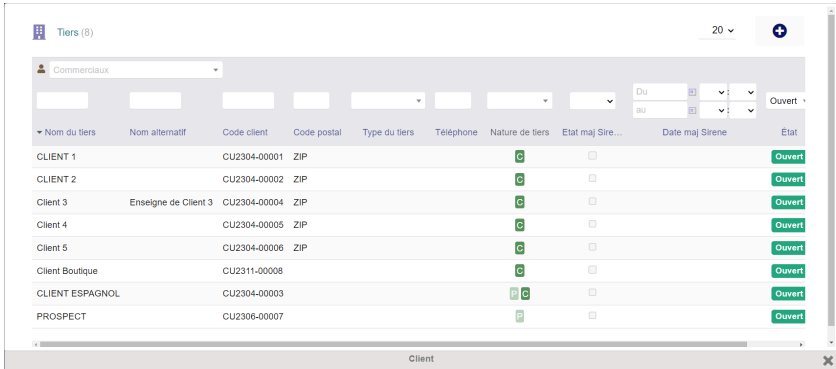 Tiers (8)
20
Commerciaux
Du
:
au
:
Ouvert
Nom du tiers Nom alternatif Code client Code postal Type du tiers Téléphone Nature de tiers Etat maj Sire... Date maj Sirene État
CLIENT 1 CU2304-00001 ZIP C Ouvert
CLIENT 2 CU2304-00002 ZIP C Ouvert
Client 3 Enseigne de Client 3 CU2304-00004 ZIP C Ouvert
Client 4 CU2304-00005 ZIP C Ouvert
Client 5 CU2304-00006 ZIP C Ouvert
Client Boutique CU2311-00008 C Ouvert
CLIENT ESPAGNOL CU2304-00003 P C Ouvert
PROSPECT CU2306-00007 P Ouvert
Client